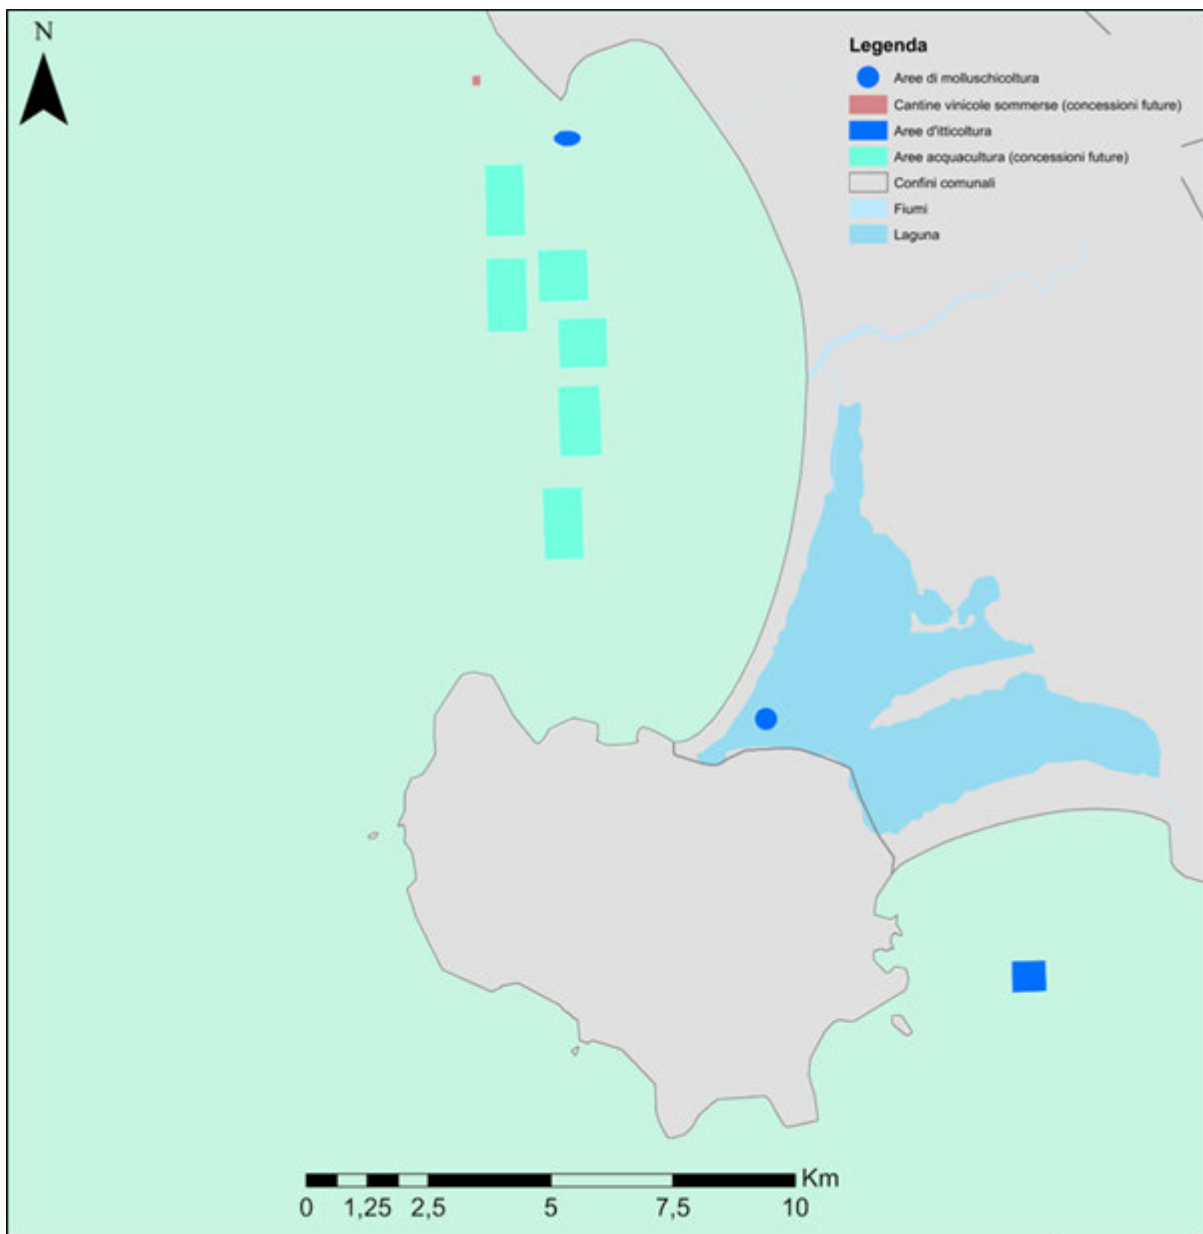 N
Legenda
Aree di molluschicoltura
Cantine vinicole sommerse (concessioni future)
Aree d'itticoltura
Aree acquacultura (concessioni future)
Confini comunali
Fiumi
Laguna
Km
0 1,25 2,5 5 7,5 10